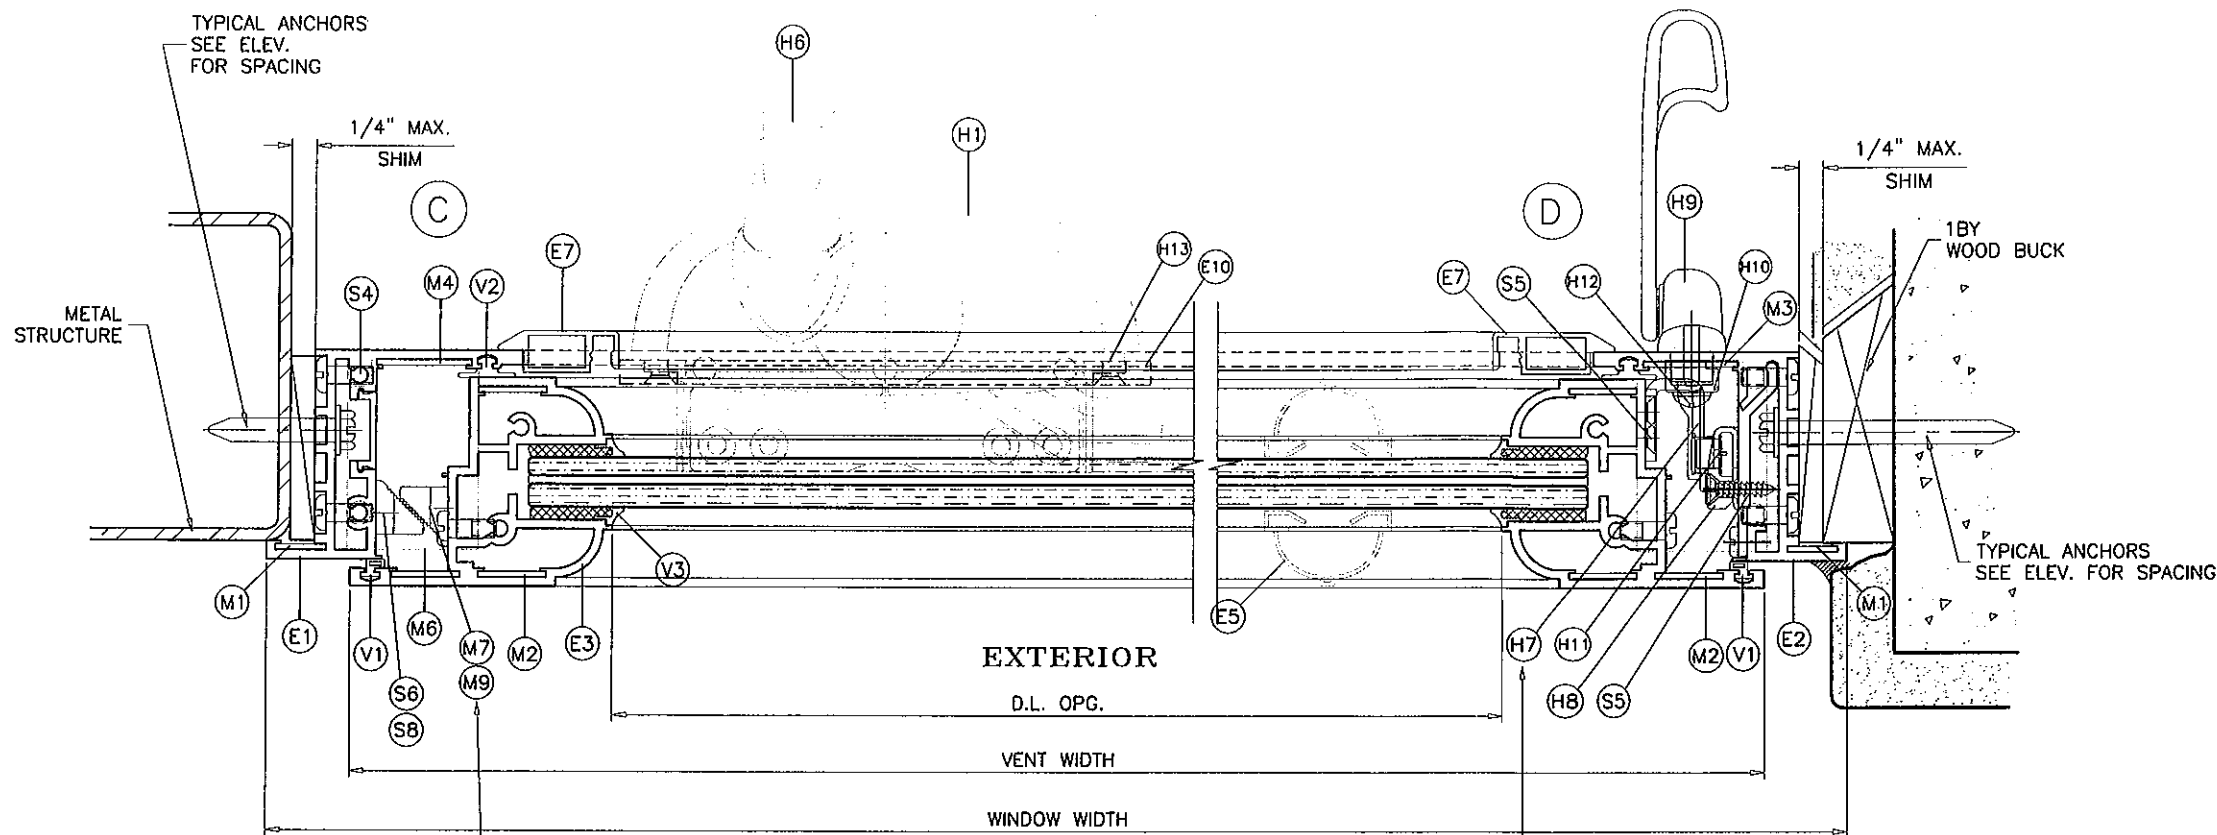 TYPICAL ANCHORS
SEE ELEV.
FOR SPACING
H6
1/4" MAX.
SHIM
H1
1/4" MAX.
SHIM
C
D
H9
1BY
WOOD BUCK
E7
H13
E10
E7
S5
H12
H10
M3
S4
M4
V2
METAL
STRUCTURE
TYPICAL ANCHORS
SEE ELEV. FOR SPACING
M1
E1
V1
M6
M7
M9
M2
E3
V3
E5
H7
H11
M2
V1
E2
M1
S6
S8
H8
S5
EXTERIOR
D.L. OPG.
VENT WIDTH
WINDOW WIDTH